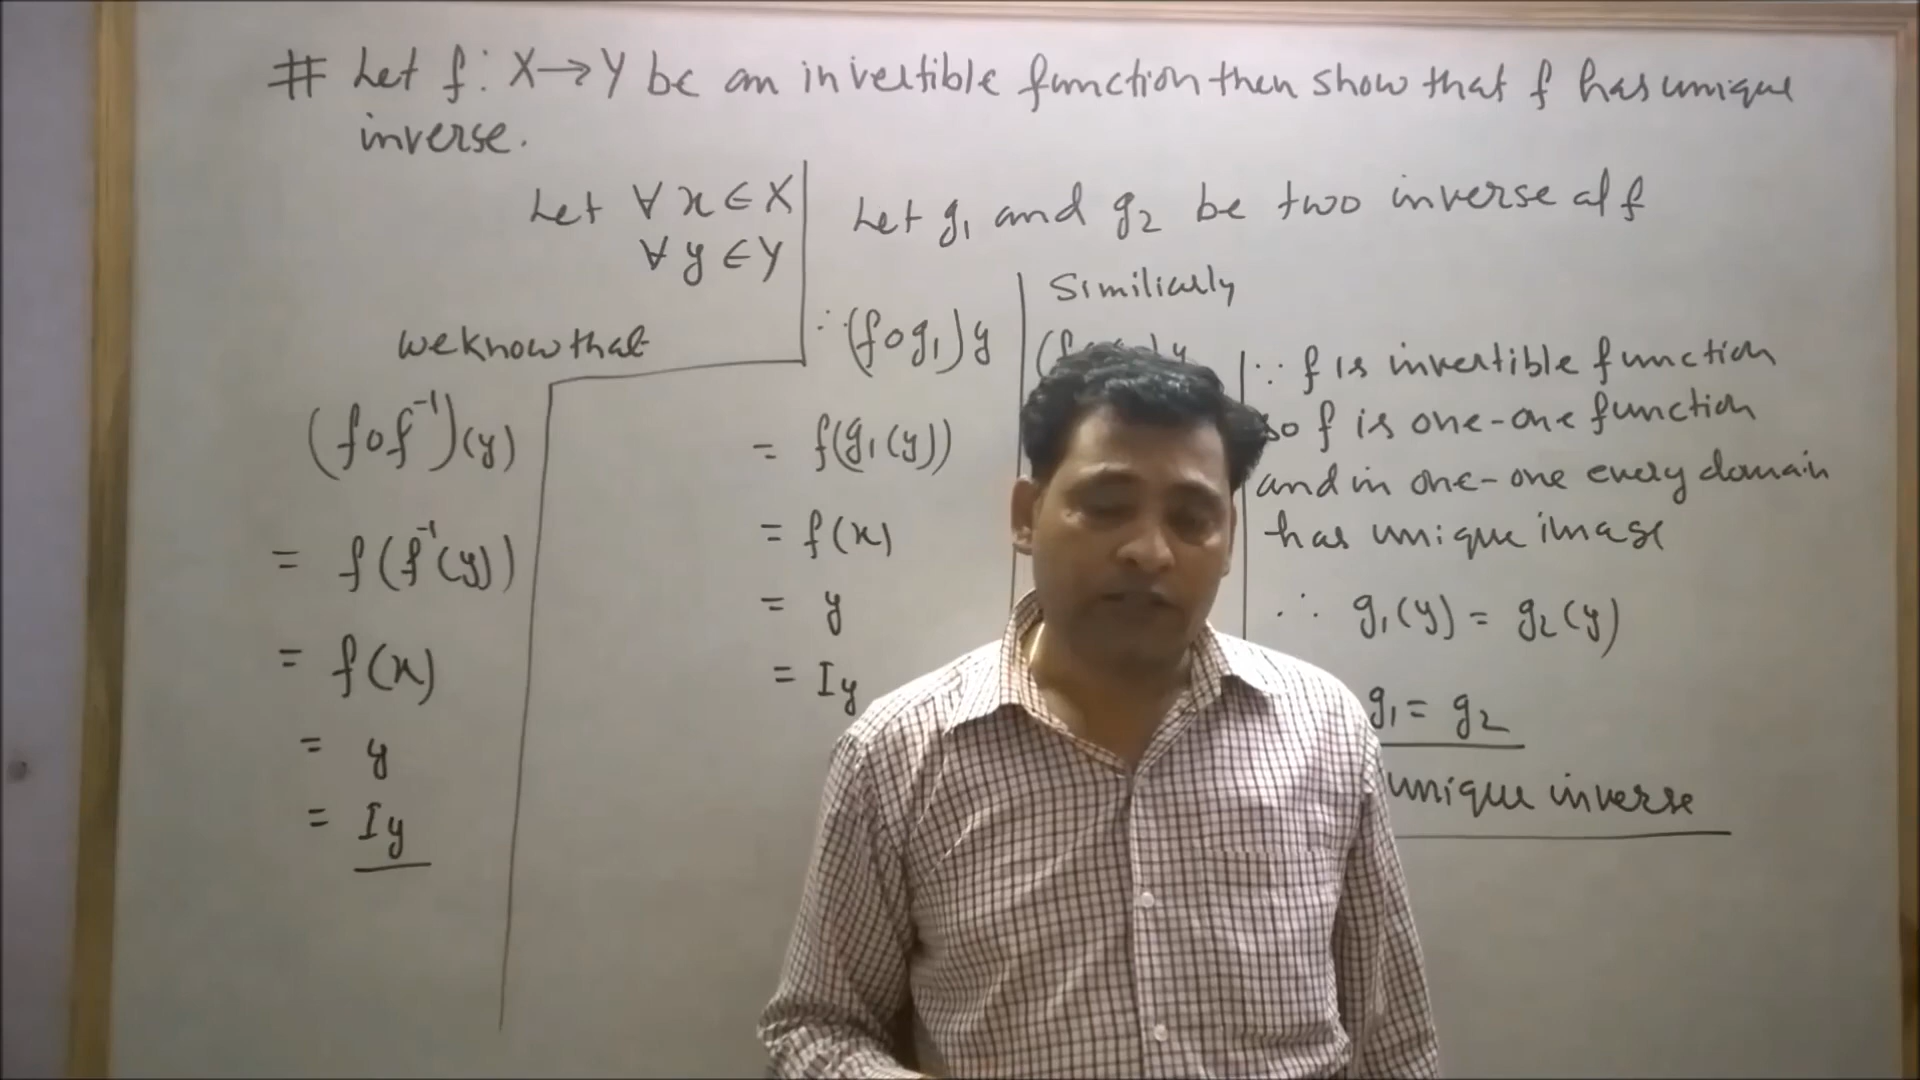 # Let f: X→Y be an invertible function then show that f has unique
inverse.
Let ∀ x ∈ X
∀ y ∈ Y
we know that
(fof⁻¹)(y)
= f(f⁻¹(y))
= f(x)
= y
= Iy
Let g₁ and g₂ be two inverse of f
∵ (fog₁)y
= f(g₁(y))
= f(x)
= y
= Iy
Similiarly
∵ f is invertible function
so f is one-one function
and in one-one every domain
has unique image
∴ g₁(y) = g₂(y)
g₁ = g₂
unique inverse